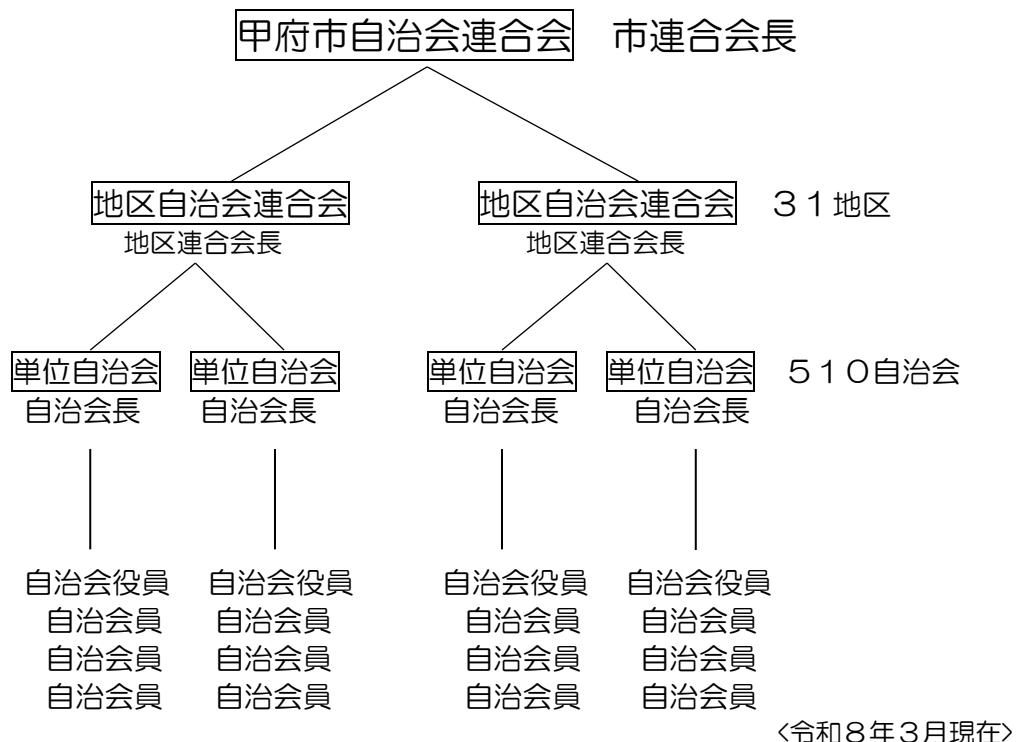 甲府市自治会連合会　市連合会長
地区自治会連合会　地区自治会連合会　３１地区
地区連合会長　地区連合会長
単位自治会　単位自治会　単位自治会　単位自治会　５１０自治会
自治会長　自治会長　自治会長　自治会長
自治会役員　自治会役員　自治会役員　自治会役員
自治会員　自治会員　自治会員　自治会員
自治会員　自治会員　自治会員　自治会員
自治会員　自治会員　自治会員　自治会員
<令和８年３月現在>